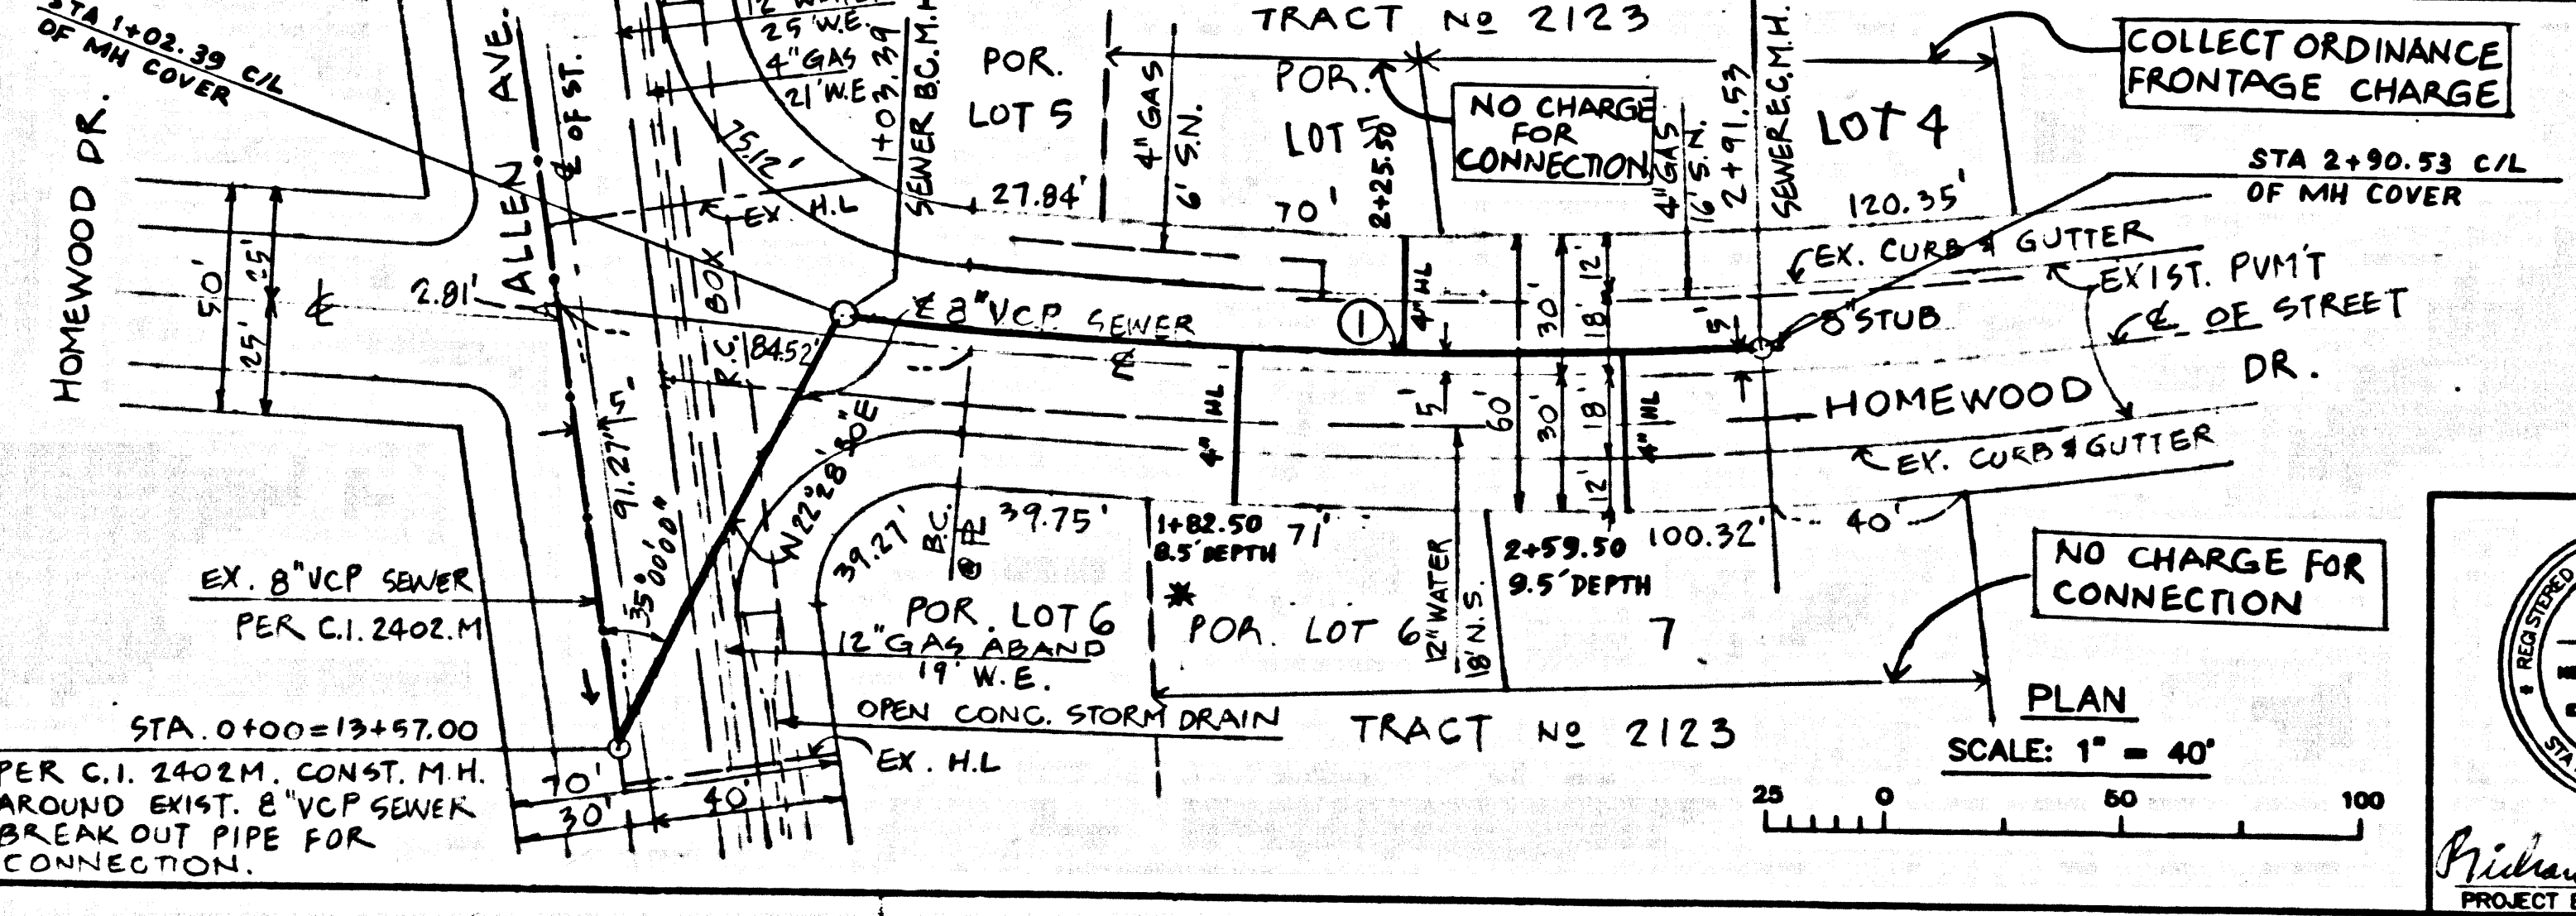 STA 1+02.39 C/L
OF MH COVER
HOMEWOOD DR.
ALLEN AVE.
℄ OF ST.
25' W.E.
4" GAS
21' W.E.
1+03.39
SEWER B.C. M.H.
POR.
LOT 5
27.84'
75.12'
EX. H.L
TRACT Nº 2123
4" GAS
6' S.N.
POR.
LOT 5
70'
2+25.50
NO CHARGE
FOR
CONNECTION
4" GAS
16' S.N.
2+91.53
SEWER E.C. M.H.
LOT 4
120.35'
COLLECT ORDINANCE
FRONTAGE CHARGE
STA 2+90.53 C/L
OF MH COVER
EX. CURB & GUTTER
EXIST. PVM'T
℄ OF STREET
8" STUB
HOMEWOOD DR.
EX. CURB & GUTTER
50'
25'
25'
℄
2.81'
R.C. BOX
84.52'
℄ 8" VCP SEWER
℄
1
4" HL
4" HL
4" HL
5'
60'
30'
30'
12'
18'
18'
12'
5'
5'
91.27'
35°00'00"
N22°28'30"E
39.27'
B.C.
@ ℞
39.75'
1+82.50
8.5' DEPTH
71'
*
POR. LOT 6
12" WATER
18' N.S.
2+59.50
9.5' DEPTH
100.32'
40'
7
NO CHARGE FOR
CONNECTION
EX. 8" VCP SEWER
PER C.I. 2402.M
POR. LOT 6
12" GAS ABAND
19' W.E.
OPEN CONC. STORM DRAIN
EX. H.L
TRACT Nº 2123
STA. 0+00=13+57.00
PER C.I. 2402M. CONST. M.H.
AROUND EXIST. 8" VCP SEWER
BREAK OUT PIPE FOR
CONNECTION.
70'
30'
40'
PLAN
SCALE: 1" = 40'
25 0 50 100
REGISTERED
PROJECT